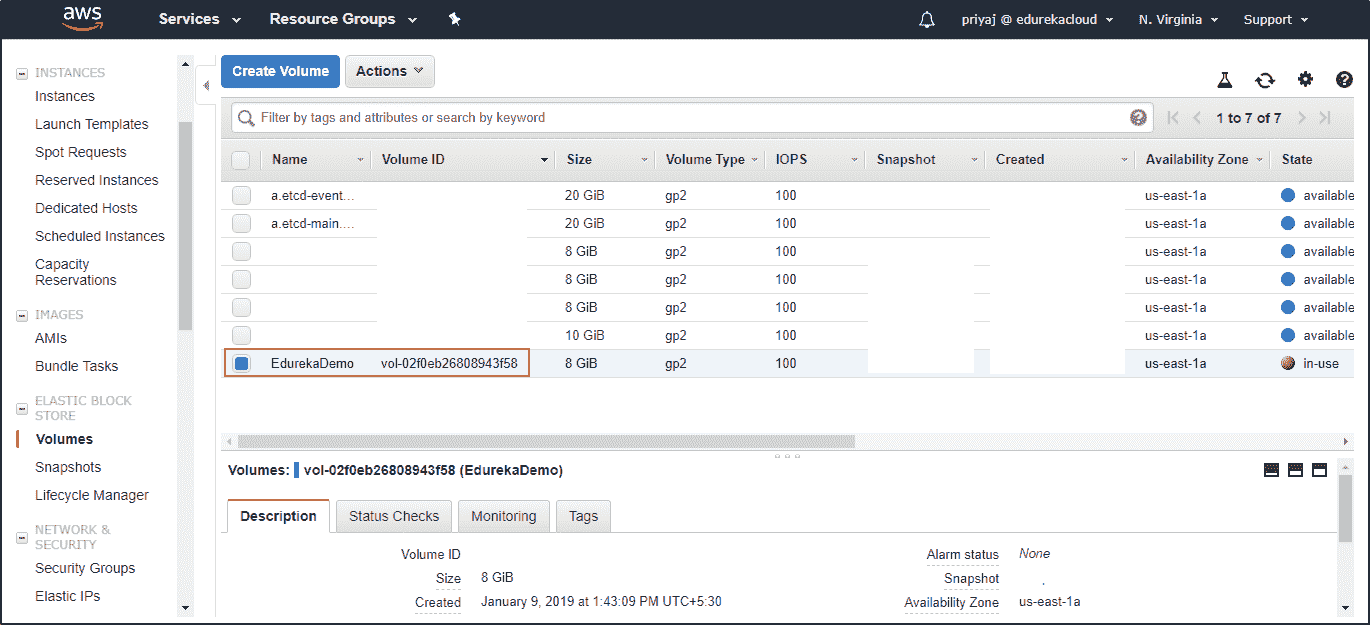 aws Services Resource Groups priyaj @ edurekacloud N. Virginia Support
INSTANCES
Instances
Launch Templates
Spot Requests
Reserved Instances
Dedicated Hosts
Scheduled Instances
Capacity
Reservations
IMAGES
AMIs
Bundle Tasks
ELASTIC BLOCK
STORE
Volumes
Snapshots
Lifecycle Manager
NETWORK &
SECURITY
Security Groups
Elastic IPs
Create Volume Actions
Filter by tags and attributes or search by keyword 1 to 7 of 7
Name Volume ID Size Volume Type IOPS Snapshot Created Availability Zone State
a.etcd-event... 20 GiB gp2 100 us-east-1a available
a.etcd-main.... 20 GiB gp2 100 us-east-1a available
8 GiB gp2 100 us-east-1a available
8 GiB gp2 100 us-east-1a available
8 GiB gp2 100 us-east-1a available
10 GiB gp2 100 us-east-1a available
EdurekaDemo vol-02f0eb26808943f58 8 GiB gp2 100 us-east-1a in-use
Volumes: vol-02f0eb26808943f58 (EdurekaDemo)
Description Status Checks Monitoring Tags
Volume ID Alarm status None
Size 8 GiB Snapshot
Created January 9, 2019 at 1:43:09 PM UTC+5:30 Availability Zone us-east-1a